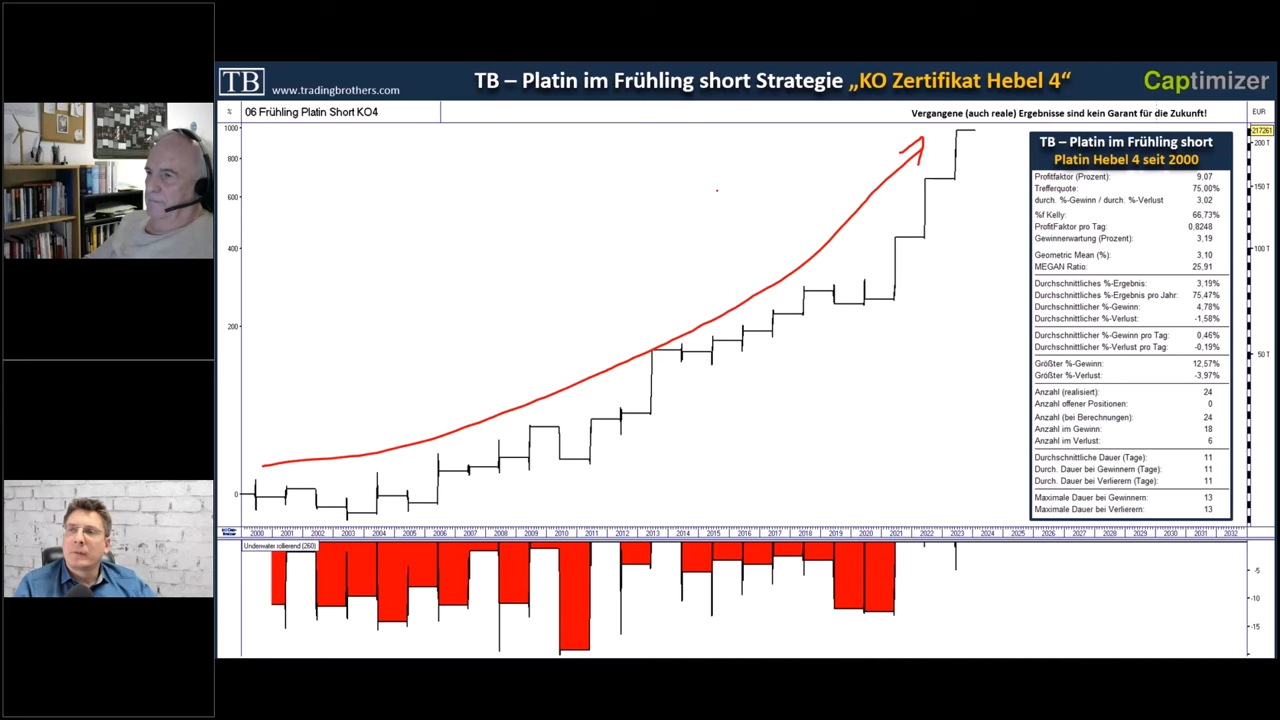 TB www.tradingbrothers.com
TB – Platin im Frühling short Strategie „KO Zertifikat Hebel 4“
Captimizer
% 06 Frühling Platin Short KO4
Vergangene (auch reale) Ergebnisse sind kein Garant für die Zukunft!
EUR
1000
800
600
400
200
0
217261
200 T
150 T
100 T
50 T
TB – Platin im Frühling short
Platin Hebel 4 seit 2000
Profitfaktor (Prozent): 9,07
Trefferquote: 75,00%
durch. %-Gewinn / durch. %-Verlust 3,02
%f Kelly: 66,73%
ProfitFaktor pro Tag: 0,8248
Gewinnerwartung (Prozent): 3,19
Geometric Mean (%): 3,10
MEGAN Ratio: 25,91
Durchschnittliches %-Ergebnis: 3,19%
Durchschnittliches %-Ergebnis pro Jahr: 75,47%
Durchschnittlicher %-Gewinn: 4,78%
Durchschnittlicher %-Verlust: -1,58%
Durchschnittlicher %-Gewinn pro Tag: 0,46%
Durchschnittlicher %-Verlust pro Tag: -0,19%
Größter %-Gewinn: 12,57%
Größter %-Verlust: -3,97%
Anzahl (realisiert): 24
Anzahl offener Positionen: 0
Anzahl (bei Berechnungen): 24
Anzahl im Gewinn: 18
Anzahl im Verlust: 6
Durchschnittliche Dauer (Tage): 11
Durch. Dauer bei Gewinnern (Tage): 11
Durch. Dauer bei Verlierern (Tage): 11
Maximale Dauer bei Gewinnern: 13
Maximale Dauer bei Verlierern: 13
2000 2001 2002 2003 2004 2005 2006 2007 2008 2009 2010 2011 2012 2013 2014 2015 2016 2017 2018 2019 2020 2021 2022 2023 2024 2025 2026 2027 2028 2029 2030 2031 2032
Underwater rollierend (260)
-5
-10
-15